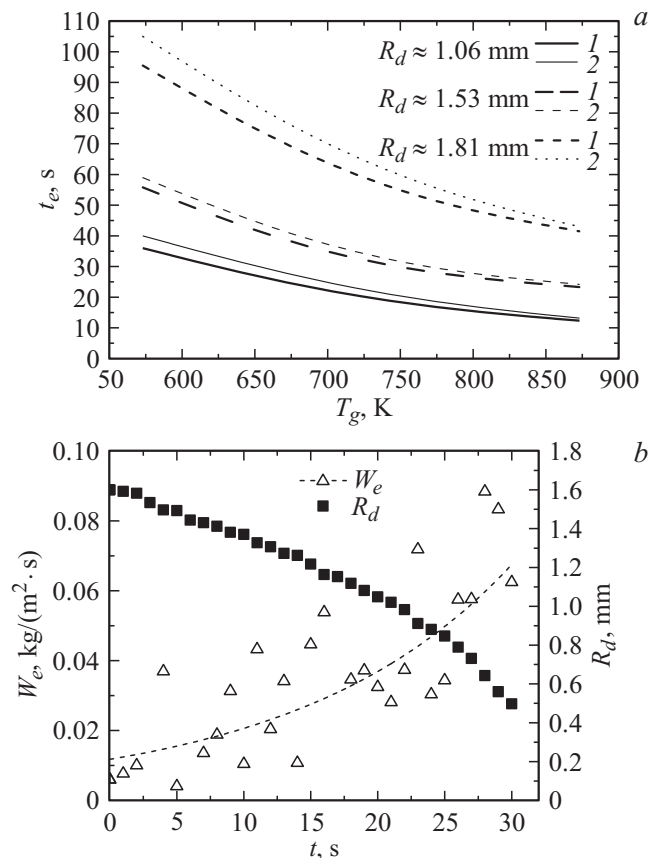 a
110
100
90
80
70
60
50
40
30
20
10
0
t_e, s
R_d ≈ 1.06 mm 1
2
R_d ≈ 1.53 mm 1
2
R_d ≈ 1.81 mm 1
2
50 600 650 700 750 800 850 900
T_g, K
b
0.10
0.08
0.06
0.04
0.02
0
W_e, kg/(m² · s)
W_e
R_d
1.8
1.6
1.4
1.2
1.0
0.8
0.6
0.4
0.2
0
R_d, mm
0 5 10 15 20 25 30
t, s